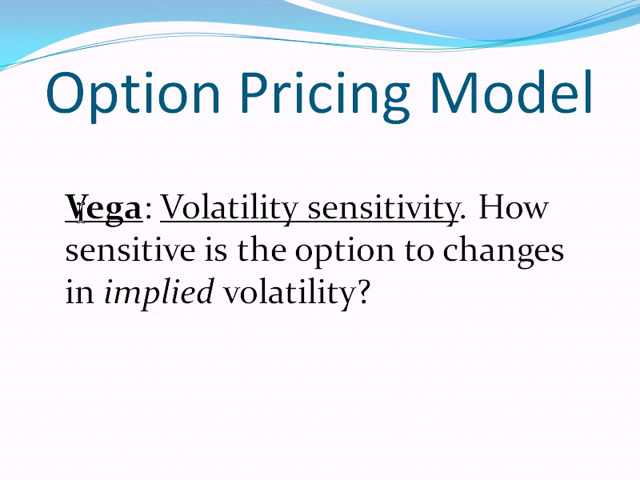 Option Pricing Model
Vega: Volatility sensitivity. How
sensitive is the option to changes
in implied volatility?